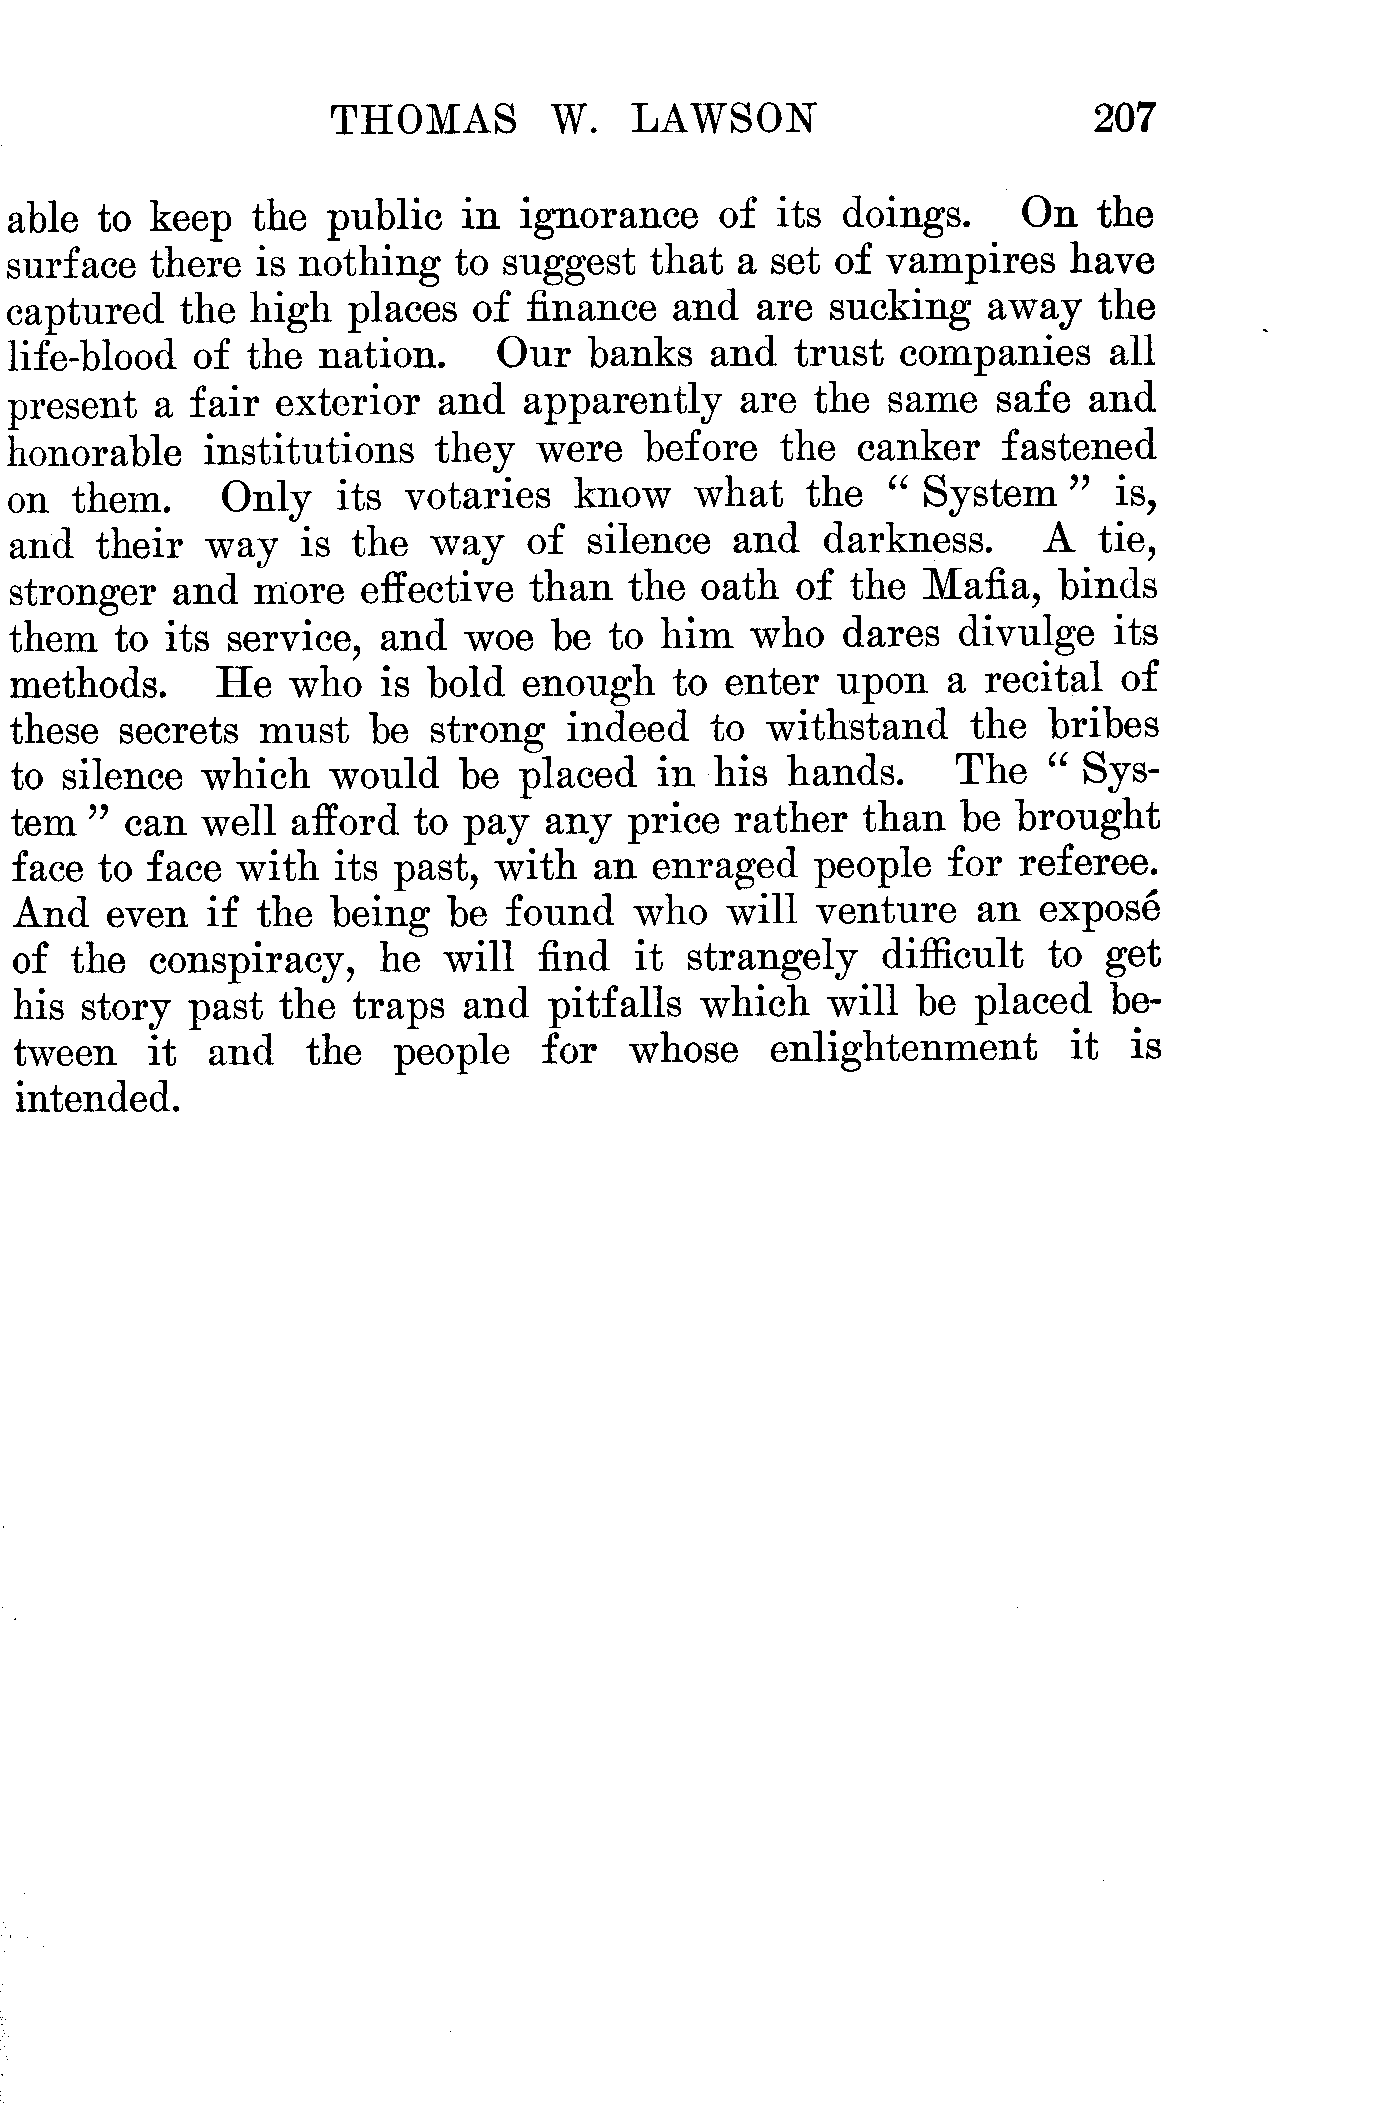 THOMAS W. LAWSON 207
able to keep the public in ignorance of its doings. On the
surface there is nothing to suggest that a set of vampires have
captured the high places of finance and are sucking away the
life-blood of the nation. Our banks and trust companies all
present a fair exterior and apparently are the same safe and
honorable institutions they were before the canker fastened
on them. Only its votaries know what the “ System ” is,
and their way is the way of silence and darkness. A tie,
stronger and more effective than the oath of the Mafia, binds
them to its service, and woe be to him who dares divulge its
methods. He who is bold enough to enter upon a recital of
these secrets must be strong indeed to withstand the bribes
to silence which would be placed in his hands. The “ Sys-
tem ” can well afford to pay any price rather than be brought
face to face with its past, with an enraged people for referee.
And even if the being be found who will venture an exposé
of the conspiracy, he will find it strangely difficult to get
his story past the traps and pitfalls which will be placed be-
tween it and the people for whose enlightenment it is
intended.